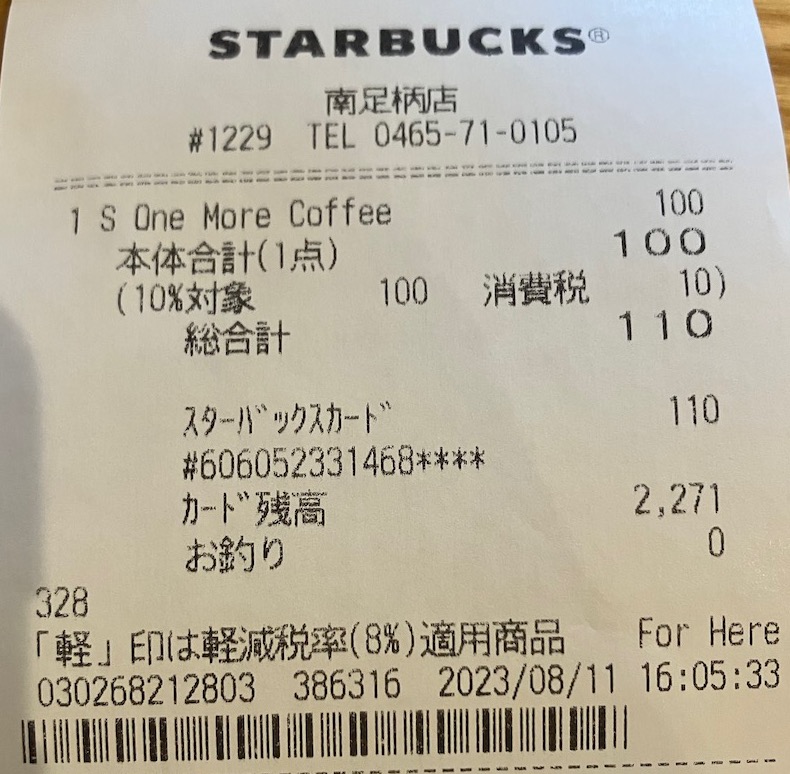 STARBUCKS®
南足柄店
#1229 TEL 0465-71-0105
1 S One More Coffee 100
本体合計(1点) 100
(10%対象 100 消費税 10)
総合計 110
スターバックスカード 110
#606052331468****
カード残高 2,271
お釣り 0
328
「軽」印は軽減税率(8%)適用商品 For Here
030268212803 386316 2023/08/11 16:05:33